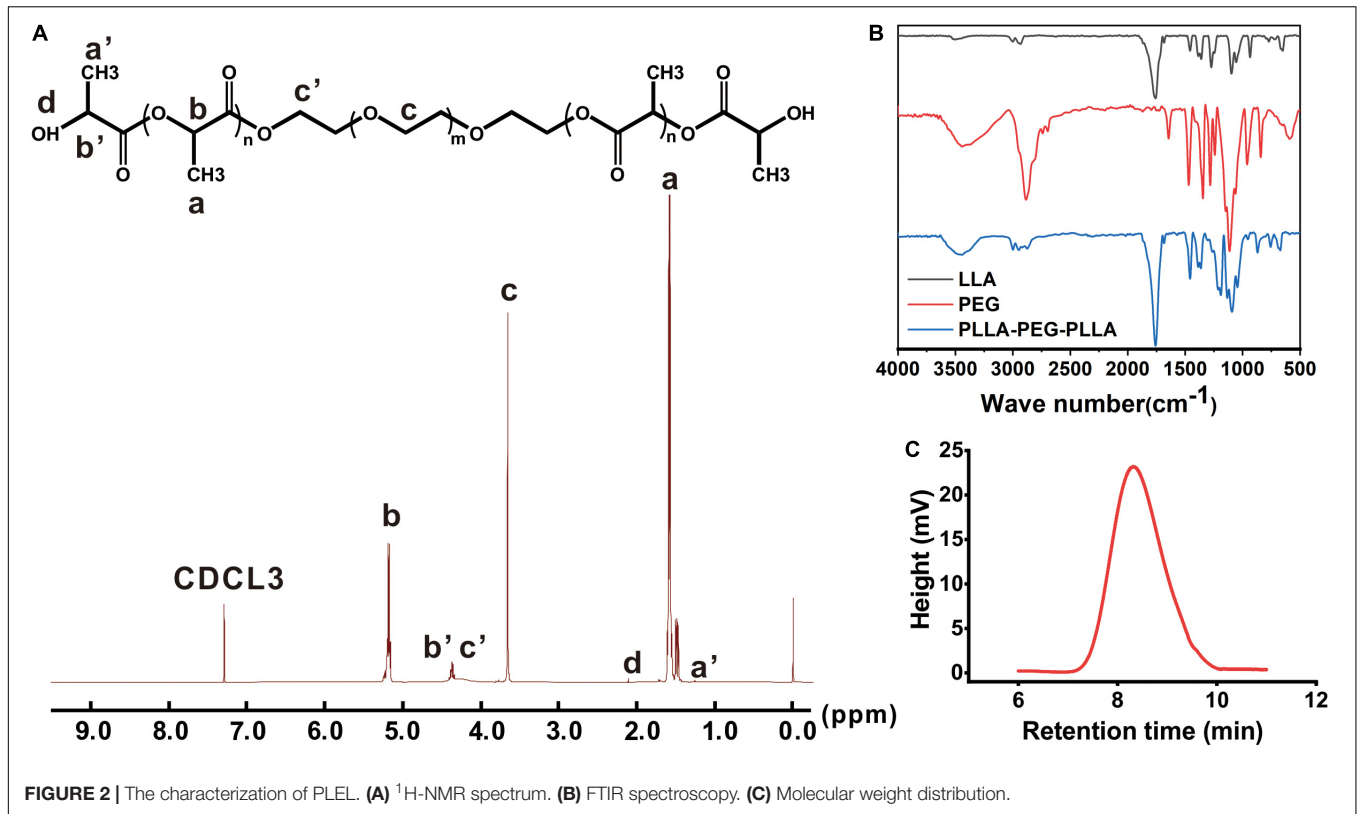 A
a'
CH3
O
c'
CH3
O
d
b
c
OH
O
O
O
OH
b'
n
O
m
O
n
O
O
CH3
O
CH3
a
a
c
b
CDCL3
b' c'
d
a'
9.0 8.0 7.0 6.0 5.0 4.0 3.0 2.0 1.0 0.0 (ppm)
B
LLA
PEG
PLLA-PEG-PLLA
4000 3500 3000 2500 2000 1500 1000 500
Wave number(cm-1)
C
Height (mV)
25
20
15
10
5
0
6 8 10 12
Retention time (min)
FIGURE 2 | The characterization of PLEL. (A) 1H-NMR spectrum. (B) FTIR spectroscopy. (C) Molecular weight distribution.